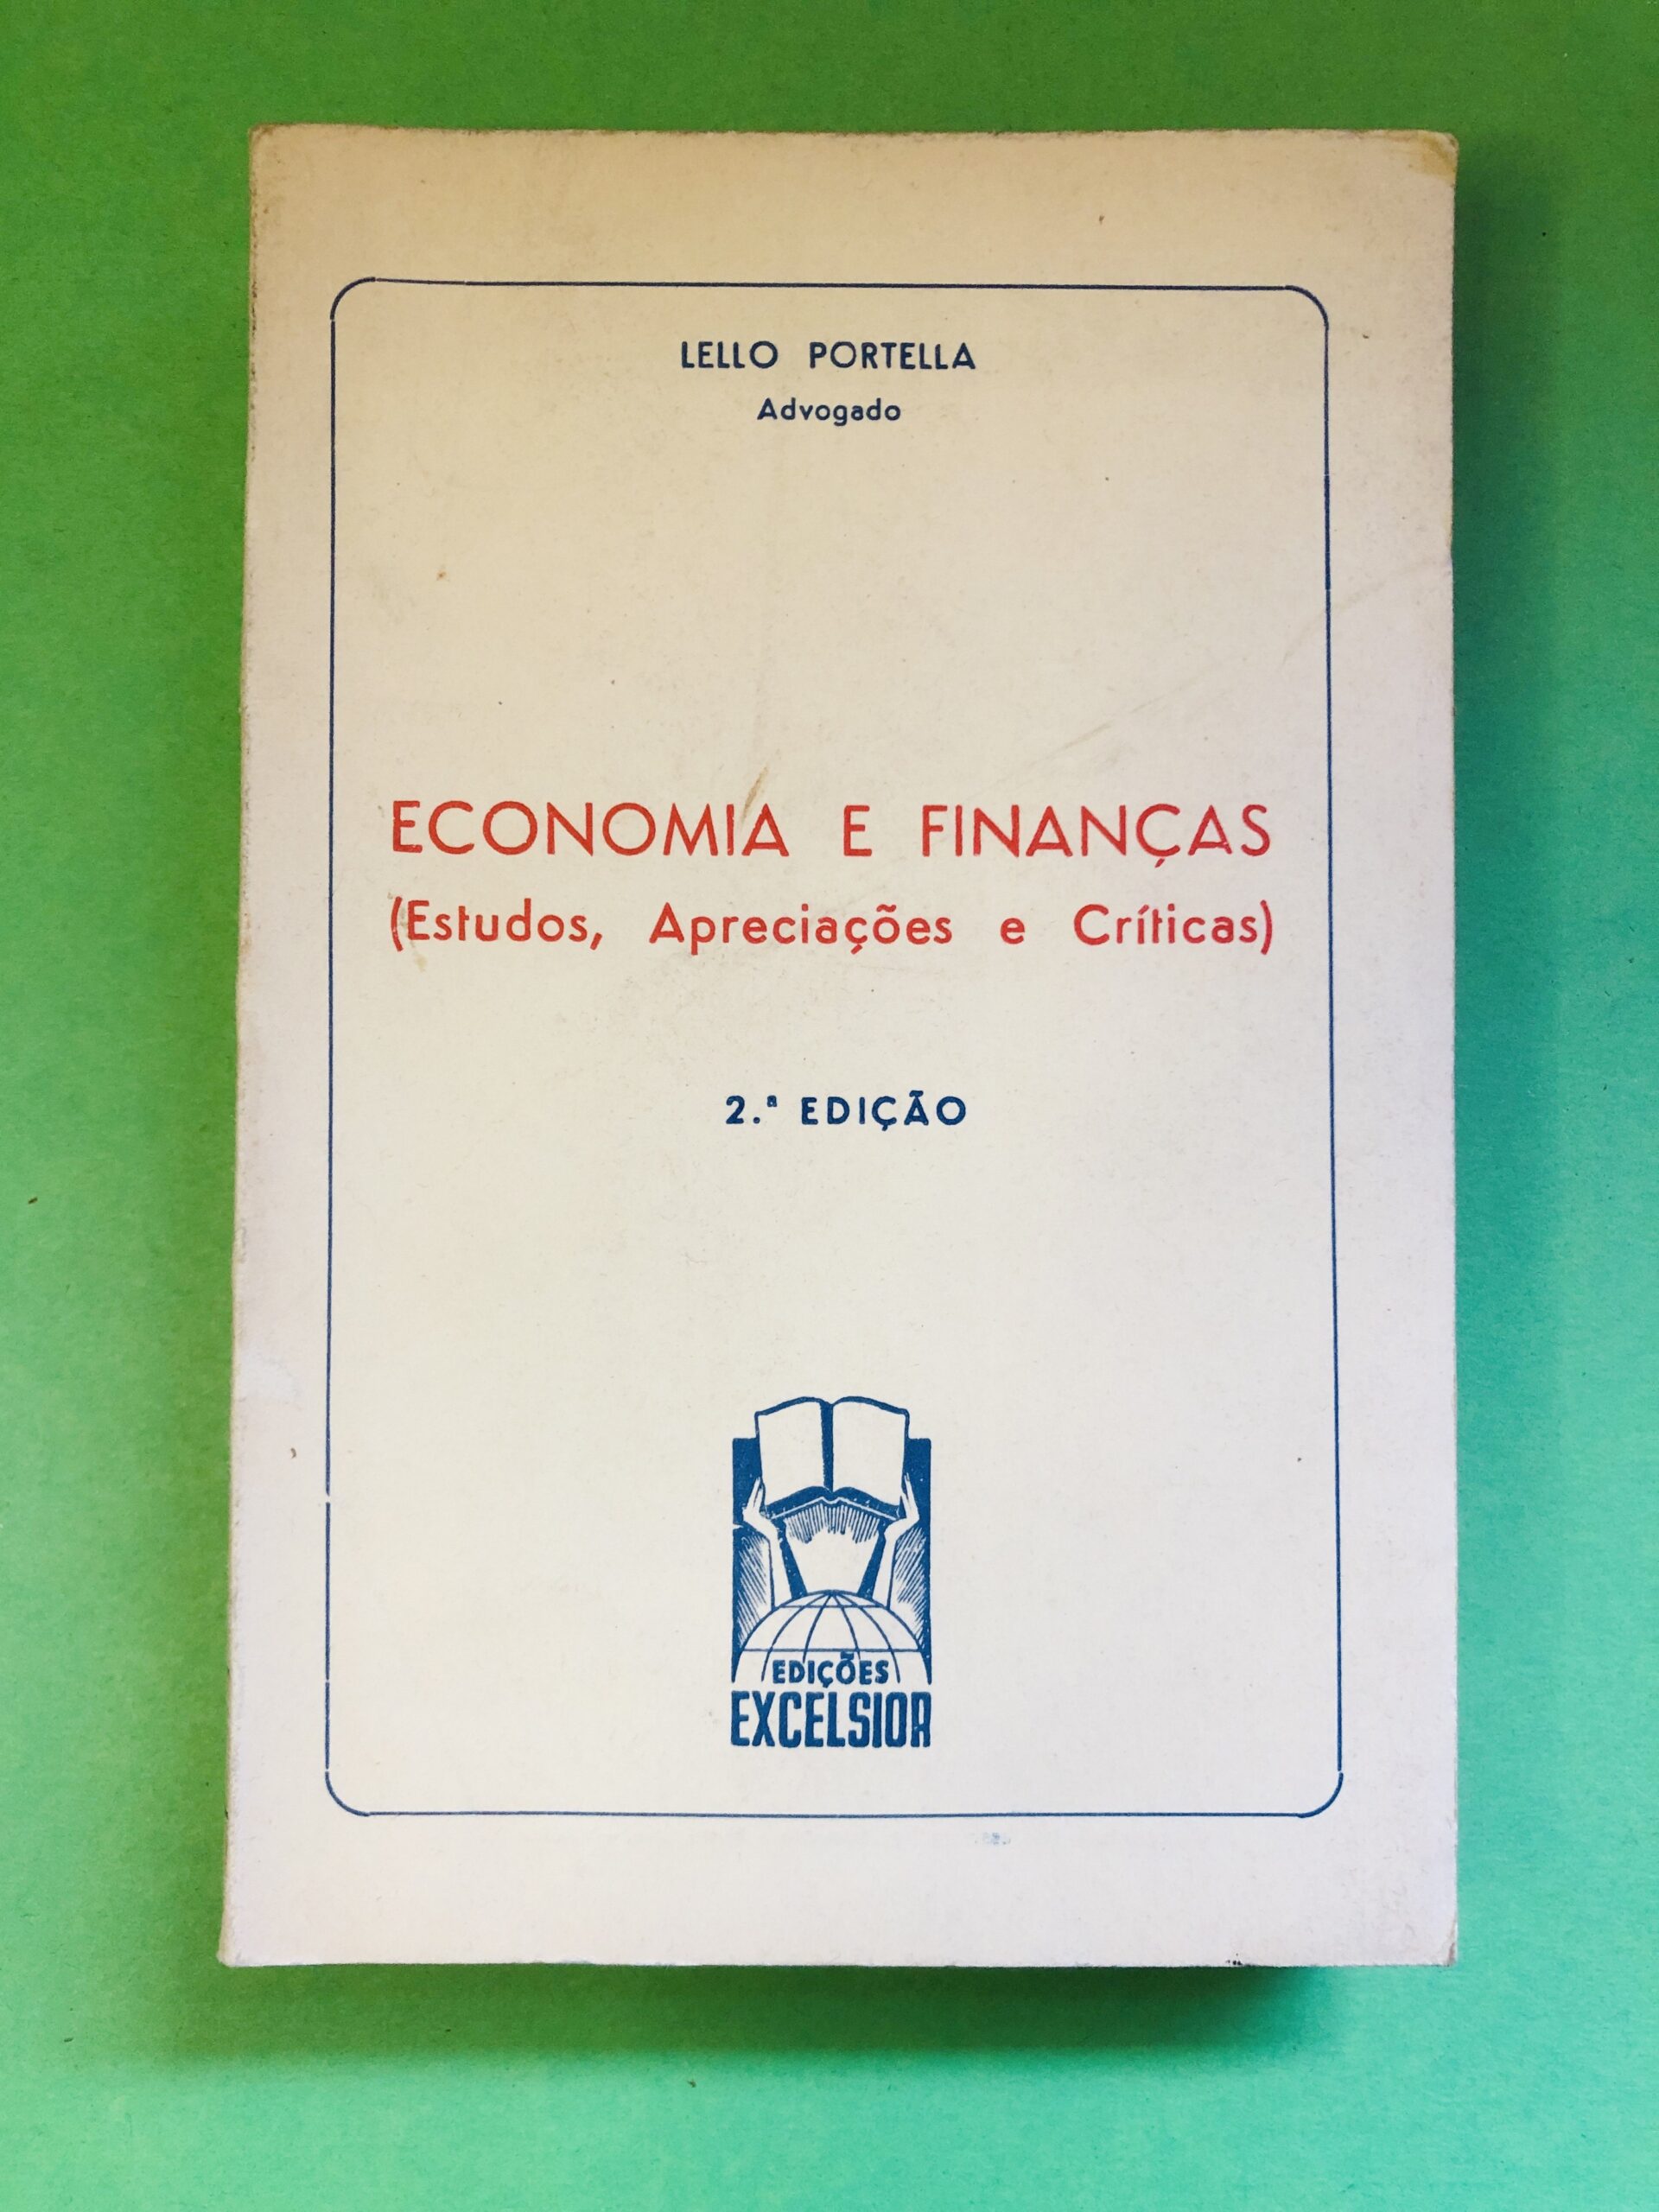 LELLO PORTELLA
Advogado
ECONOMIA E FINANÇAS
(Estudos, Apreciações e Críticas)
2.ª EDIÇÃO
EDIÇÕES
EXCELSIOR